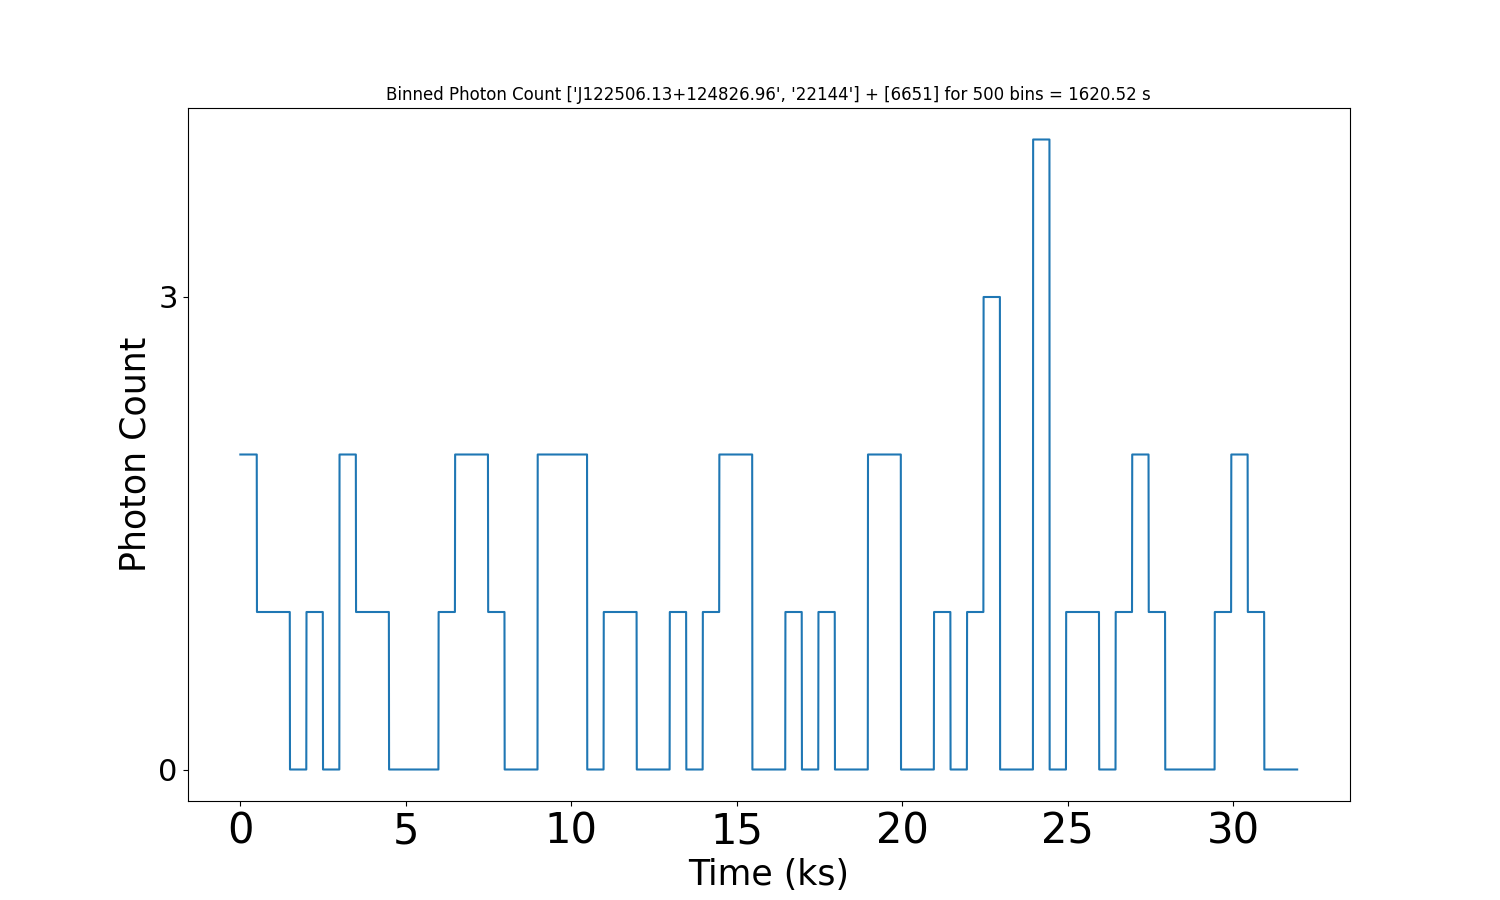 Binned Photon Count ['J122506.13+124826.96', '22144'] + [6651] for 500 bins = 1620.52 s
3
0
Photon Count
0 5 10 15 20 25 30
Time (ks)